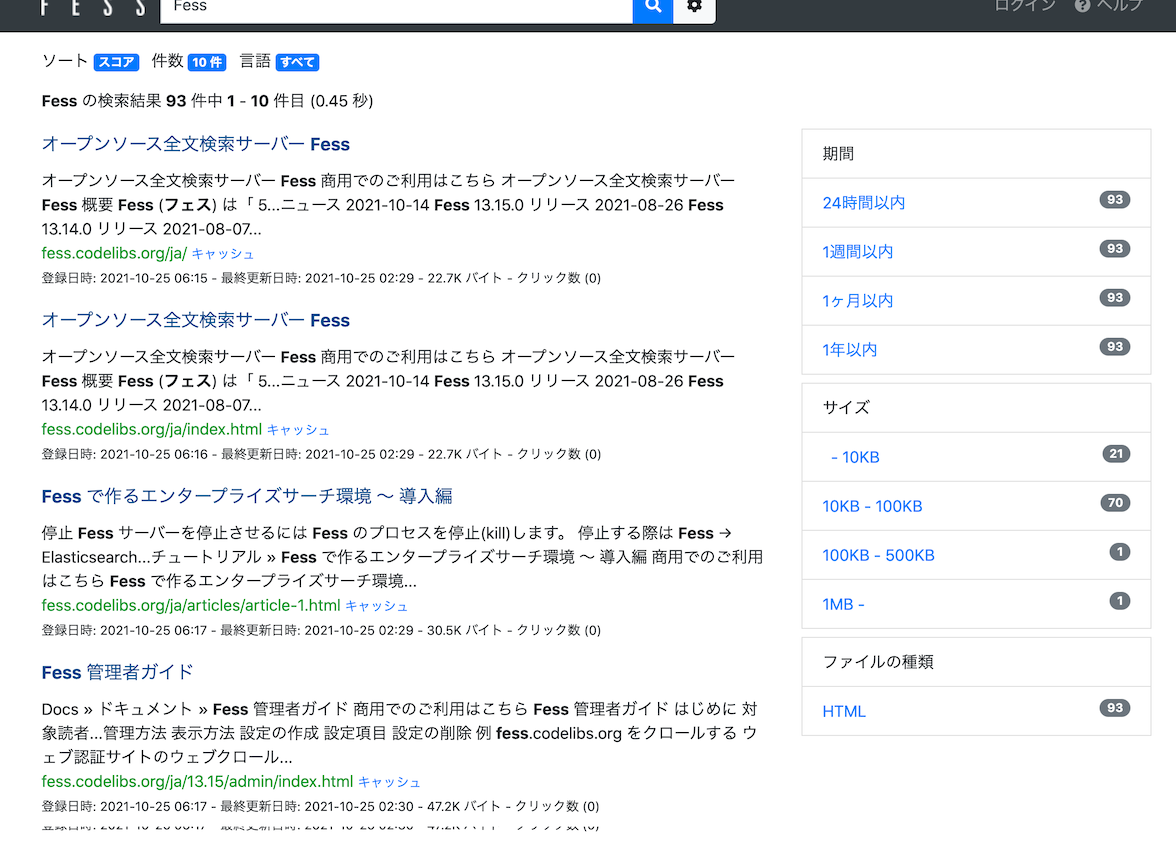 FESS
Fess
ログイン
ヘルプ
ソート スコア 件数 10 件 言語 すべて
Fess の検索結果 93 件中 1 - 10 件目 (0.45 秒)
オープンソース全文検索サーバー Fess
オープンソース全文検索サーバー Fess 商用でのご利用はこちら オープンソース全文検索サーバー
Fess 概要 Fess (フェス) は「 5...ニュース 2021-10-14 Fess 13.15.0 リリース 2021-08-26 Fess
13.14.0 リリース 2021-08-07...
fess.codelibs.org/ja/ キャッシュ
登録日時: 2021-10-25 06:15 - 最終更新日時: 2021-10-25 02:29 - 22.7K バイト - クリック数 (0)
オープンソース全文検索サーバー Fess
オープンソース全文検索サーバー Fess 商用でのご利用はこちら オープンソース全文検索サーバー
Fess 概要 Fess (フェス) は「 5...ニュース 2021-10-14 Fess 13.15.0 リリース 2021-08-26 Fess
13.14.0 リリース 2021-08-07...
fess.codelibs.org/ja/index.html キャッシュ
登録日時: 2021-10-25 06:16 - 最終更新日時: 2021-10-25 02:29 - 22.7K バイト - クリック数 (0)
Fess で作るエンタープライズサーチ環境 〜 導入編
停止 Fess サーバーを停止させるには Fess のプロセスを停止(kill)します。 停止する際は Fess →
Elasticsearch...チュートリアル » Fess で作るエンタープライズサーチ環境 〜 導入編 商用でのご利用
はこちら Fess で作るエンタープライズサーチ環境...
fess.codelibs.org/ja/articles/article-1.html キャッシュ
登録日時: 2021-10-25 06:17 - 最終更新日時: 2021-10-25 02:29 - 30.5K バイト - クリック数 (0)
Fess 管理者ガイド
Docs » ドキュメント » Fess 管理者ガイド 商用でのご利用はこちら Fess 管理者ガイド はじめに 対
象読者...管理方法 表示方法 設定の作成 設定項目 設定の削除 例 fess.codelibs.org をクロールする ウ
ェブ認証サイトのウェブクロール...
fess.codelibs.org/ja/13.15/admin/index.html キャッシュ
登録日時: 2021-10-25 06:17 - 最終更新日時: 2021-10-25 02:30 - 47.2K バイト - クリック数 (0)
登録日時: 2021-10-25 06:17 - 最終更新日時: 2021-10-25 02:30 - 47.2K バイト - クリック数 (0)
期間
24時間以内 93
1週間以内 93
1ヶ月以内 93
1年以内 93
サイズ
- 10KB 21
10KB - 100KB 70
100KB - 500KB 1
1MB - 1
ファイルの種類
HTML 93